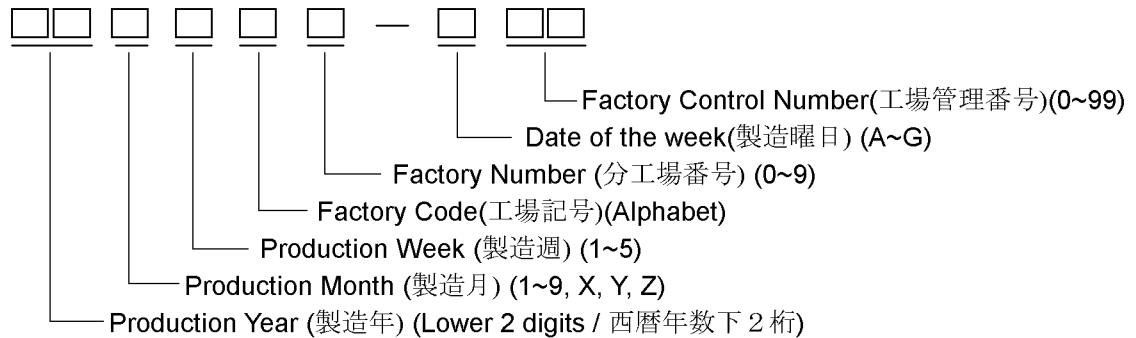 Factory Control Number(工場管理番号)(0~99)
Date of the week(製造曜日) (A~G)
Factory Number (分工場番号) (0~9)
Factory Code(工場記号)(Alphabet)
Production Week (製造週) (1~5)
Production Month (製造月) (1~9, X, Y, Z)
Production Year (製造年) (Lower 2 digits / 西暦年数下２桁)